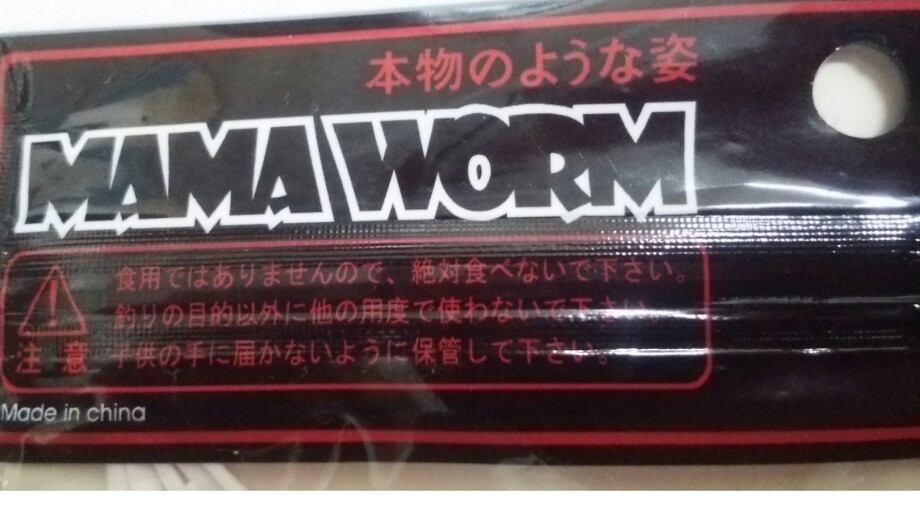 本物のような姿
MAMA WORM
食用ではありませんので、絶対食べないで下さい。
釣りの目的以外に他の用度で使わないで下さい。
子供の手に届かないように保管して下さい。
注意
Made in china